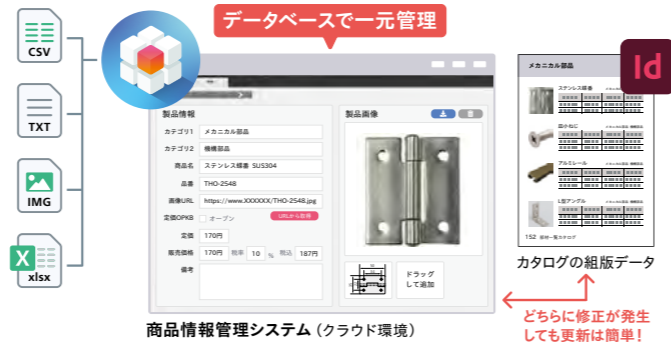 データベースで一元管理
CSV
TXT
IMG
X
xlsx
製品情報
カテゴリ1 メカニカル部品
カテゴリ2 機構部品
商品名 ステンレス蝶番 SUS304
品番 THO-2548
画像URL https://www.XXXXXX/THO-2548.jpg
定価OPKB オープン URLから取得
定価 170円
販売価格 170円 税率 10 % 税込 187円
備考
製品画像
ドラッグ
して追加
商品情報管理システム（クラウド環境）
Id
メカニカル部品
ステンレス蝶番
皿小ねじ
アルミレール
L型アングル
152
カタログの組版データ
どちらに修正が発生
しても更新は簡単！